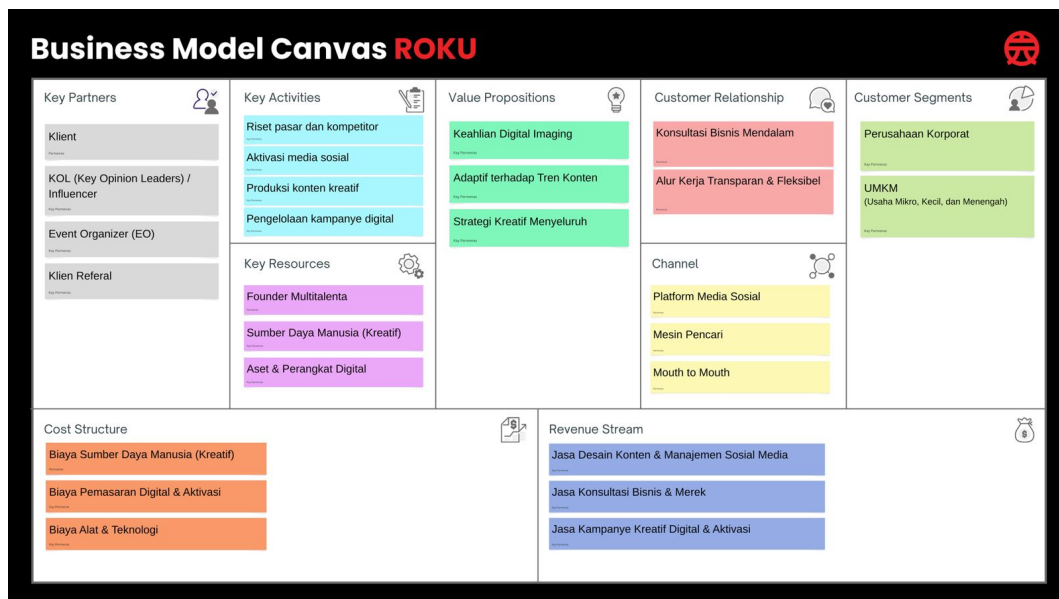 Business Model Canvas ROKU
Key Partners
Klient
KOL (Key Opinion Leaders) /
Influencer
Event Organizer (EO)
Klien Referal
Key Activities
Riset pasar dan kompetitor
Aktivasi media sosial
Produksi konten kreatif
Pengelolaan kampanye digital
Key Resources
Founder Multitalenta
Sumber Daya Manusia (Kreatif)
Aset & Perangkat Digital
Value Propositions
Keahlian Digital Imaging
Adaptif terhadap Tren Konten
Strategi Kreatif Menyeluruh
Customer Relationship
Konsultasi Bisnis Mendalam
Alur Kerja Transparan & Fleksibel
Channel
Platform Media Sosial
Mesin Pencari
Mouth to Mouth
Customer Segments
Perusahaan Korporat
UMKM
(Usaha Mikro, Kecil, dan Menengah)
Cost Structure
Biaya Sumber Daya Manusia (Kreatif)
Biaya Pemasaran Digital & Aktivasi
Biaya Alat & Teknologi
Revenue Stream
Jasa Desain Konten & Manajemen Sosial Media
Jasa Konsultasi Bisnis & Merek
Jasa Kampanye Kreatif Digital & Aktivasi